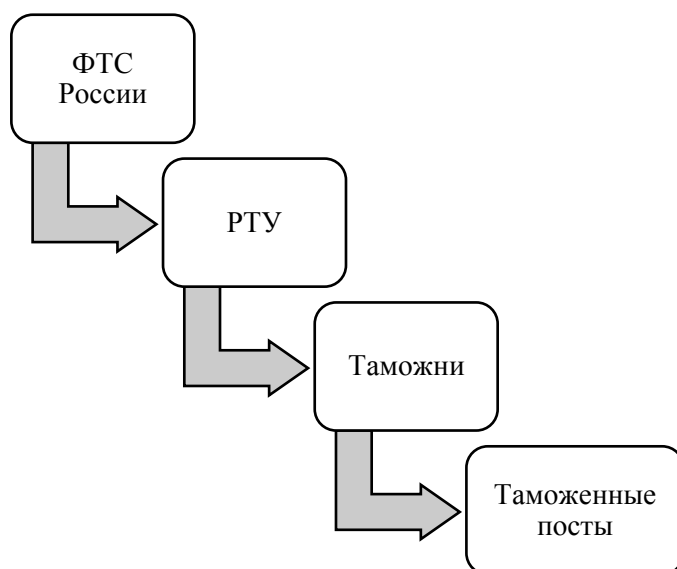 ФТС
России
РТУ
Таможни
Таможенные
посты